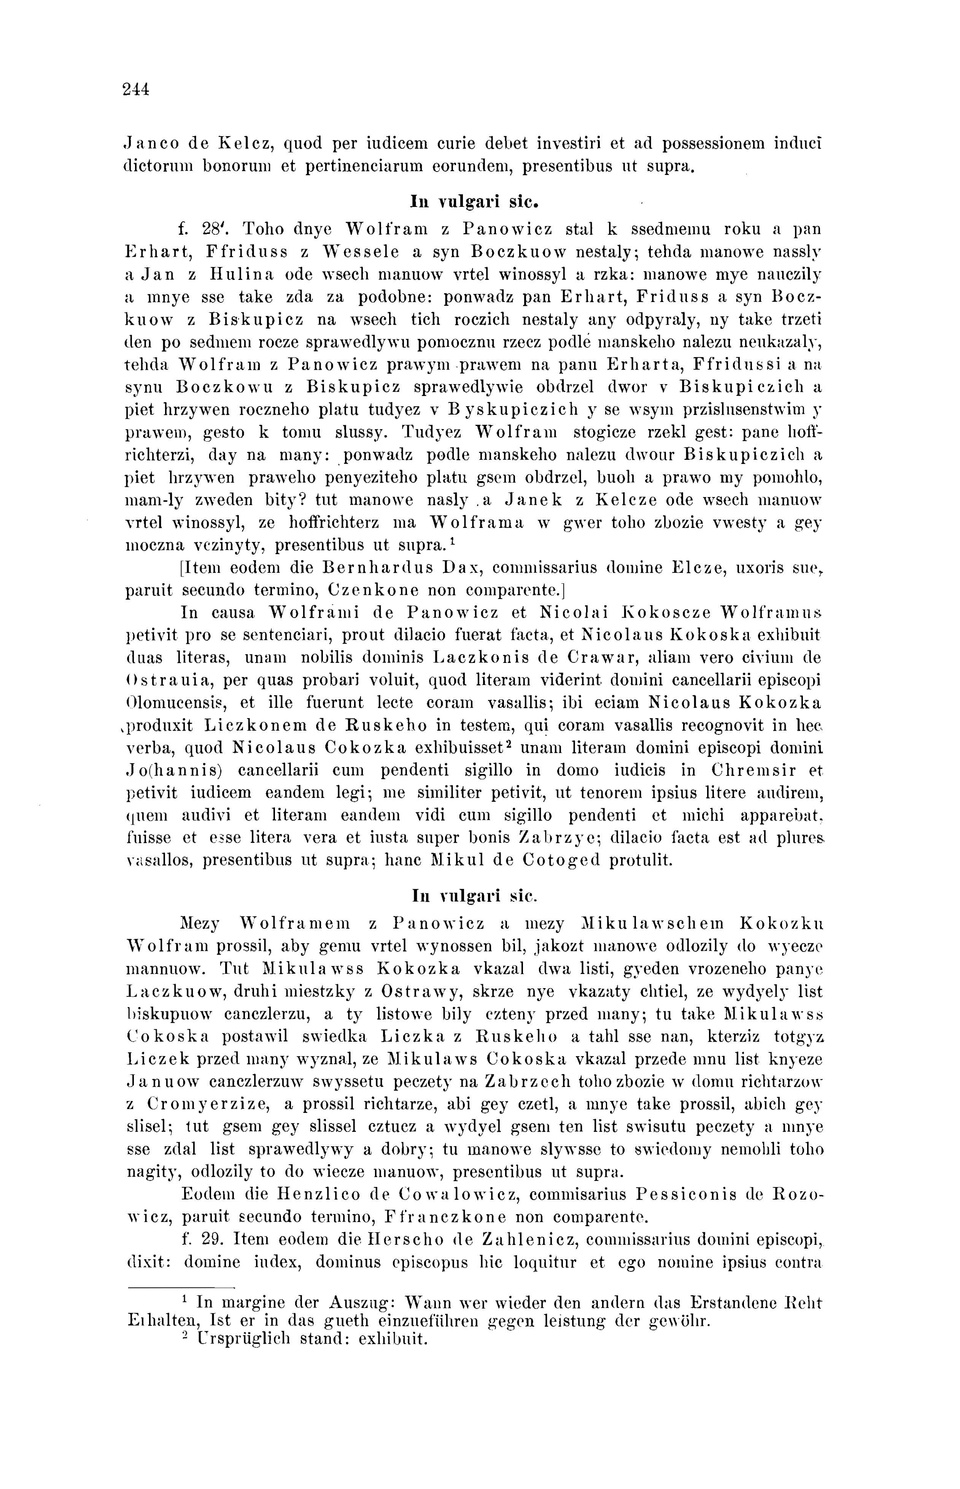 244
Janco de Kelcz, quod per iudicem curie debet investiri et ad possessionem induci
dictorum bonorum et pertinenciarum eorundem, presentibus ut supra.
In vulgari sic.
f. 28'. Toho dnye Wolfram z Panowicz stal k ssedmemu roku a pan
Erhart, Ffriduss z Wessele a syn Boczkuow nestaly; tehda manowe nassly
a Jan z Hulina ode wsech manuow vrtel winossyl a rzka: manowe mye nauczily
a mnye sse take zda za podobne: ponwadz pan Erhart, Friduss a syn Bocz-
kuow z Biskupicz na wsech tich roczich nestaly any odpyraly, ny take trzeti
den po sedmem rocze sprawedlywu pomocznu rzecz podlé manskeho nalezu neukazaly,
tehda Wolfram z Panowicz prawym prawem na panu Erharta, Ffridussi a na
synu Boczkowu z Biskupicz sprawedlywie obdrzel dwor v Biskupiczich a
piet hrzywen roczneho platu tudyez v Byskupiczich y se wsym przislusenstwim y
prawem, gesto k tomu slussy. Tudyez Wolfram stogicze rzekl gest: pane hoff-
richterzi, day na many: ponwadz podle manskeho nalezu dwour Biskupiczich a
piet hrzywen praweho penyeziteho platu gsem obdrzel, buoh a prawo my pomohlo,
mam-ly zweden bity? tut manowe nasly a Janek z Kelcze ode wsech manuow
vrtel winossyl, ze hoffrichterz ma Wolframa w gwer toho zbozie vwesty a gey
moczna vczinyty, presentibus ut supra.¹
[Item eodem die Bernhardus Dax, commissarius domine Elcze, uxoris sue,
paruit secundo termino, Czenkone non comparente.]
In causa Wolframi de Panowicz et Nicolai Kokoscze Wolframus
petivit pro se sentenciari, prout dilacio fuerat facta, et Nicolaus Kokoska exhibuit
duas literas, unam nobilis dominis Laczkonis de Crawar, aliam vero civium de
Ostrauia, per quas probari voluit, quod literam viderint domini cancellarii episcopi
Olomucensis, et ille fuerunt lecte coram vasallis; ibi eciam Nicolaus Kokozka
produxit Liczkonem de Ruskeho in testem, qui coram vasallis recognovit in hec
verba, quod Nicolaus Cokozka exhibuisset² unam literam domini episcopi domini
Jo(hannis) cancellarii cum pendenti sigillo in domo iudicis in Chremsir et
petivit iudicem eandem legi; me similiter petivit, ut tenorem ipsius litere audirem,
quem audivi et literam eandem vidi cum sigillo pendenti et michi apparebat,
fuisse et esse litera vera et iusta super bonis Zabrzye; dilacio facta est ad plures
vasallos, presentibus ut supra; hanc Mikul de Cotoged protulit.
In vulgari sic.
Mezy Wolframem z Panowicz a mezy Mikulawschem Kokozku
Wolfram prossil, aby gemu vrtel wynossen bil, jakozt manowe odlozily do wyecze
mannuow. Tut Mikulawss Kokozka vkazal dwa listi, gyeden vrozeneho panye
Laczkuow, druhi miestzky z Ostrawy, skrze nye vkazaty chtiel, ze wydyely list
biskupuow canczlerzu, a ty listowe bily czteny przed many; tu take Mikulawss
Cokoska postawil swiedka Liczka z Ruskeho a tahl sse nan, kterziz totgyz
Liczek przed many wyznal, ze Mikulaws Cokoska vkazal przede mnu list knyeze
Januow canczlerzuw swyssetu peczety na Zabrzech toho zbozie w domu richtarzow
z Cromyerzize, a prossil richtarze, abi gey czetl, a mnye take prossil, abich gey
slisel; tut gsem gey slissel cztucz a wydyel gsem ten list swisutu peczety a mnye
sse zdal list sprawedlywy a dobry; tu manowe slywsse to swiedomy nemohli toho
nagity, odlozily to do wiecze manuow, presentibus ut supra.
Eodem die Henzlico de Cowalowicz, commisarius Pessiconis de Rozo-
wicz, paruit secundo termino, Ffranczkone non comparente.
f. 29. Item eodem die Herscho de Zahlenicz, commissarius domini episcopi,
dixit: domine iudex, dominus episcopus hic loquitur et ego nomine ipsius contra
¹ In margine der Auszug: Wann wer wieder den andern das Erstandene Reht
Erhalten, Ist er in das gueth einzueführen gegen leistung der gewöhr.
² Ursprüglich stand: exhibuit.